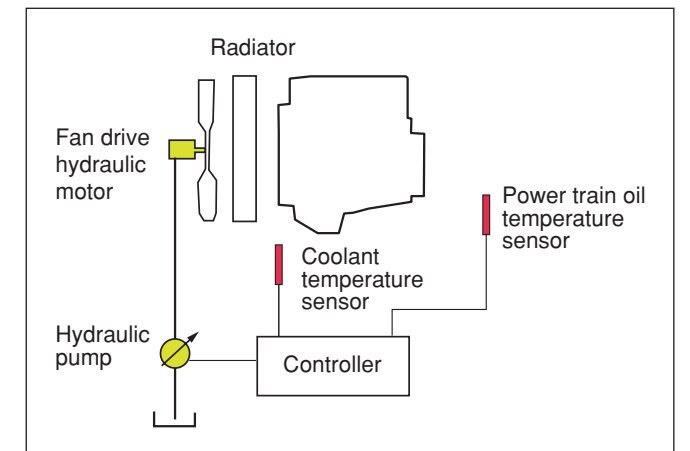 Radiator
Fan drive
hydraulic
motor
Power train oil
temperature
sensor
Coolant
temperature
sensor
Hydraulic
pump
Controller